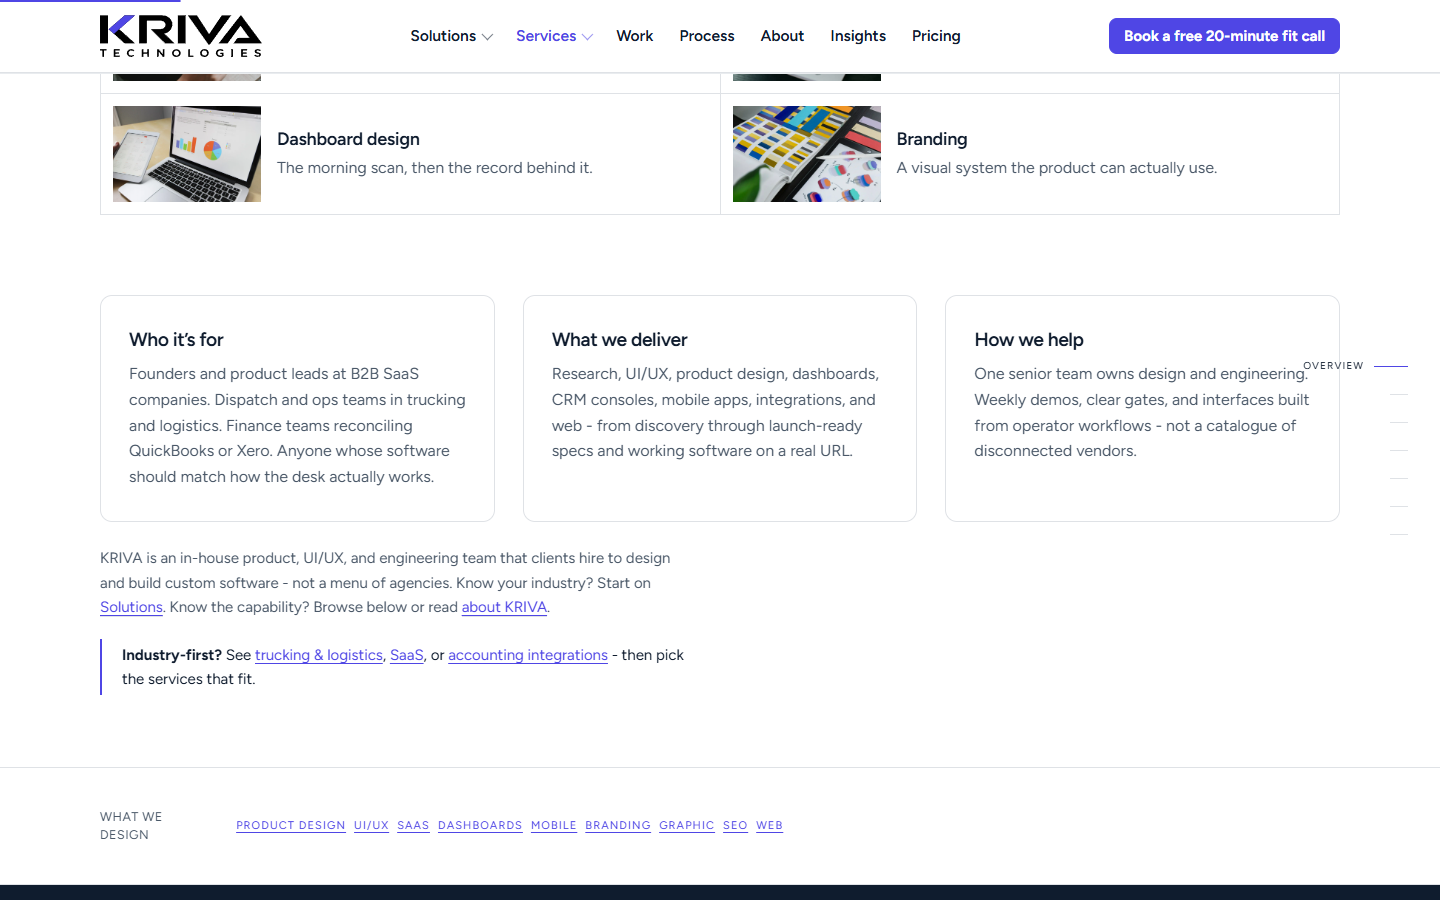 KRIVA
TECHNOLOGIES
Solutions
Services
Work
Process
About
Insights
Pricing
Book a free 20-minute fit call
Dashboard design
The morning scan, then the record behind it.
Branding
A visual system the product can actually use.
Who it’s for
Founders and product leads at B2B SaaS
companies. Dispatch and ops teams in trucking
and logistics. Finance teams reconciling
QuickBooks or Xero. Anyone whose software
should match how the desk actually works.
What we deliver
Research, UI/UX, product design, dashboards,
CRM consoles, mobile apps, integrations, and
web - from discovery through launch-ready
specs and working software on a real URL.
How we help
One senior team owns design and engineering.
Weekly demos, clear gates, and interfaces built
from operator workflows - not a catalogue of
disconnected vendors.
OVERVIEW
KRIVA is an in-house product, UI/UX, and engineering team that clients hire to design
and build custom software - not a menu of agencies. Know your industry? Start on
Solutions. Know the capability? Browse below or read about KRIVA.
Industry-first? See trucking & logistics, SaaS, or accounting integrations - then pick
the services that fit.
WHAT WE
DESIGN
PRODUCT DESIGN UI/UX SAAS DASHBOARDS MOBILE BRANDING GRAPHIC SEO WEB